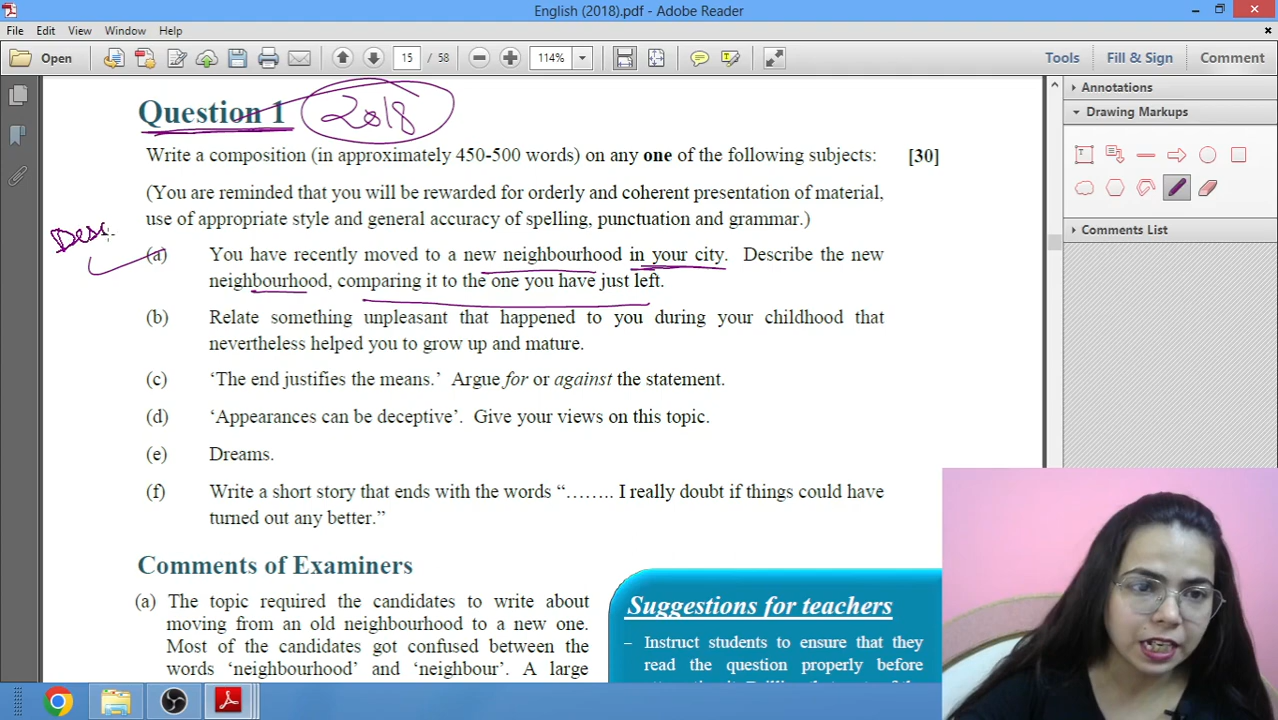 English (2018).pdf - Adobe Reader
File Edit View Window Help
Open 15 / 58 114% Tools Fill & Sign Comment
Annotations
Drawing Markups
Comments List
Question 1 2018
Write a composition (in approximately 450-500 words) on any one of the following subjects: [30]
(You are reminded that you will be rewarded for orderly and coherent presentation of material,
use of appropriate style and general accuracy of spelling, punctuation and grammar.)
Des
(a) You have recently moved to a new neighbourhood in your city. Describe the new
neighbourhood, comparing it to the one you have just left.
(b) Relate something unpleasant that happened to you during your childhood that
nevertheless helped you to grow up and mature.
(c) ‘The end justifies the means.’ Argue for or against the statement.
(d) ‘Appearances can be deceptive’. Give your views on this topic.
(e) Dreams.
(f) Write a short story that ends with the words “…….. I really doubt if things could have
turned out any better.”
Comments of Examiners
(a) The topic required the candidates to write about
moving from an old neighbourhood to a new one.
Most of the candidates got confused between the
words ‘neighbourhood’ and ‘neighbour’. A large
Suggestions for teachers
– Instruct students to ensure that they
read the question properly before